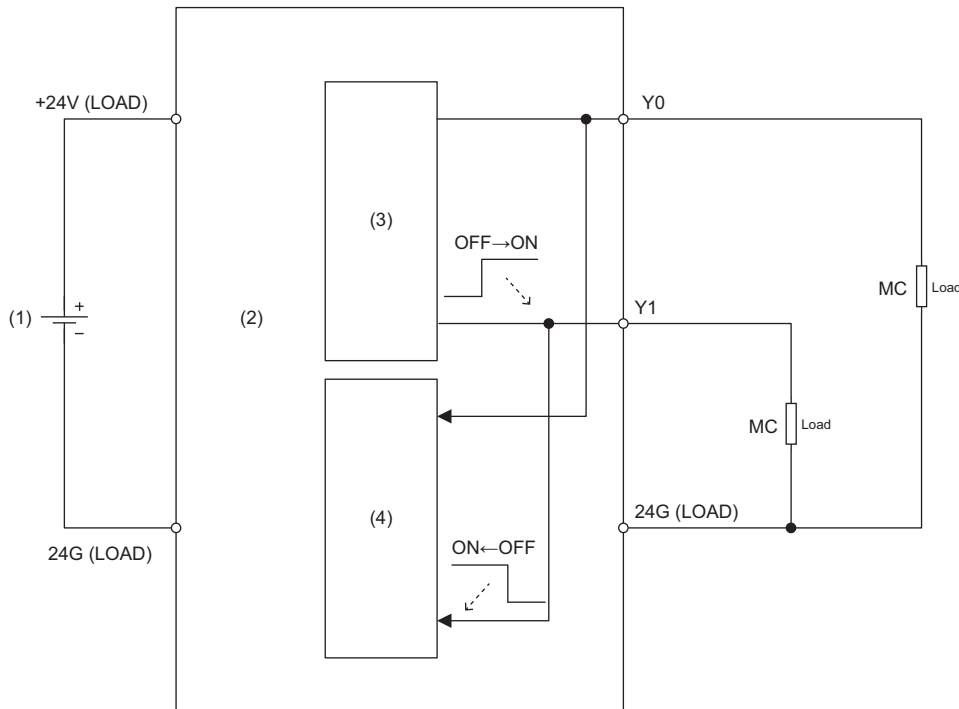 +24V (LOAD)
Y0
(3)
OFF→ON
MC
Load
(1)
+
−
(2)
Y1
MC
Load
(4)
24G (LOAD)
24G (LOAD)
ON←OFF